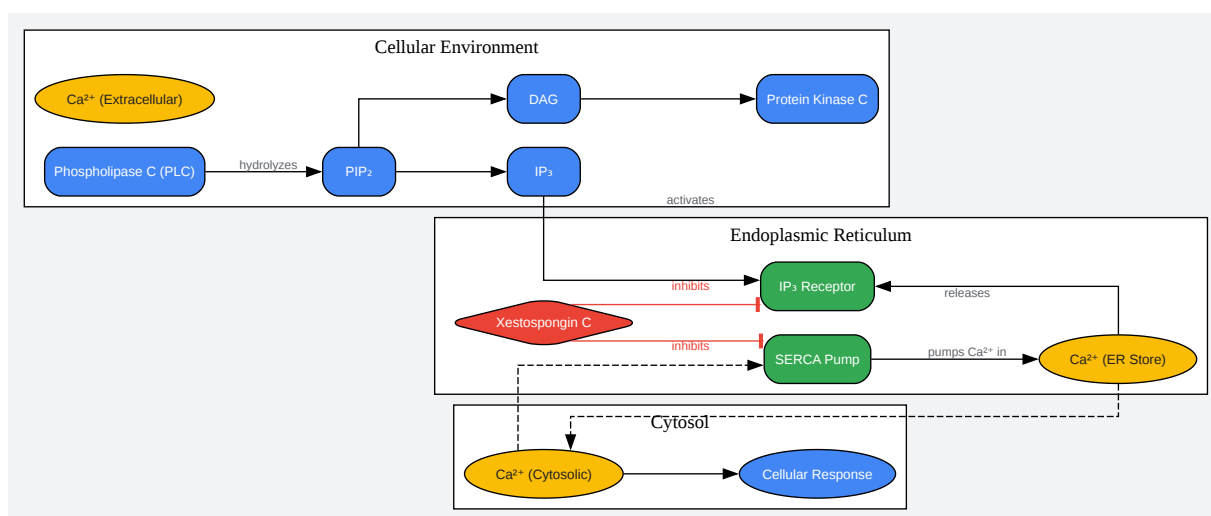 Cellular Environment
Ca²⁺ (Extracellular)
DAG
Protein Kinase C
Phospholipase C (PLC)
hydrolyzes
PIP₂
IP₃
activates
Endoplasmic Reticulum
IP₃ Receptor
inhibits
releases
Xestospongin C
inhibits
SERCA Pump
pumps Ca²⁺ in
Ca²⁺ (ER Store)
Cytosol
Ca²⁺ (Cytosolic)
Cellular Response